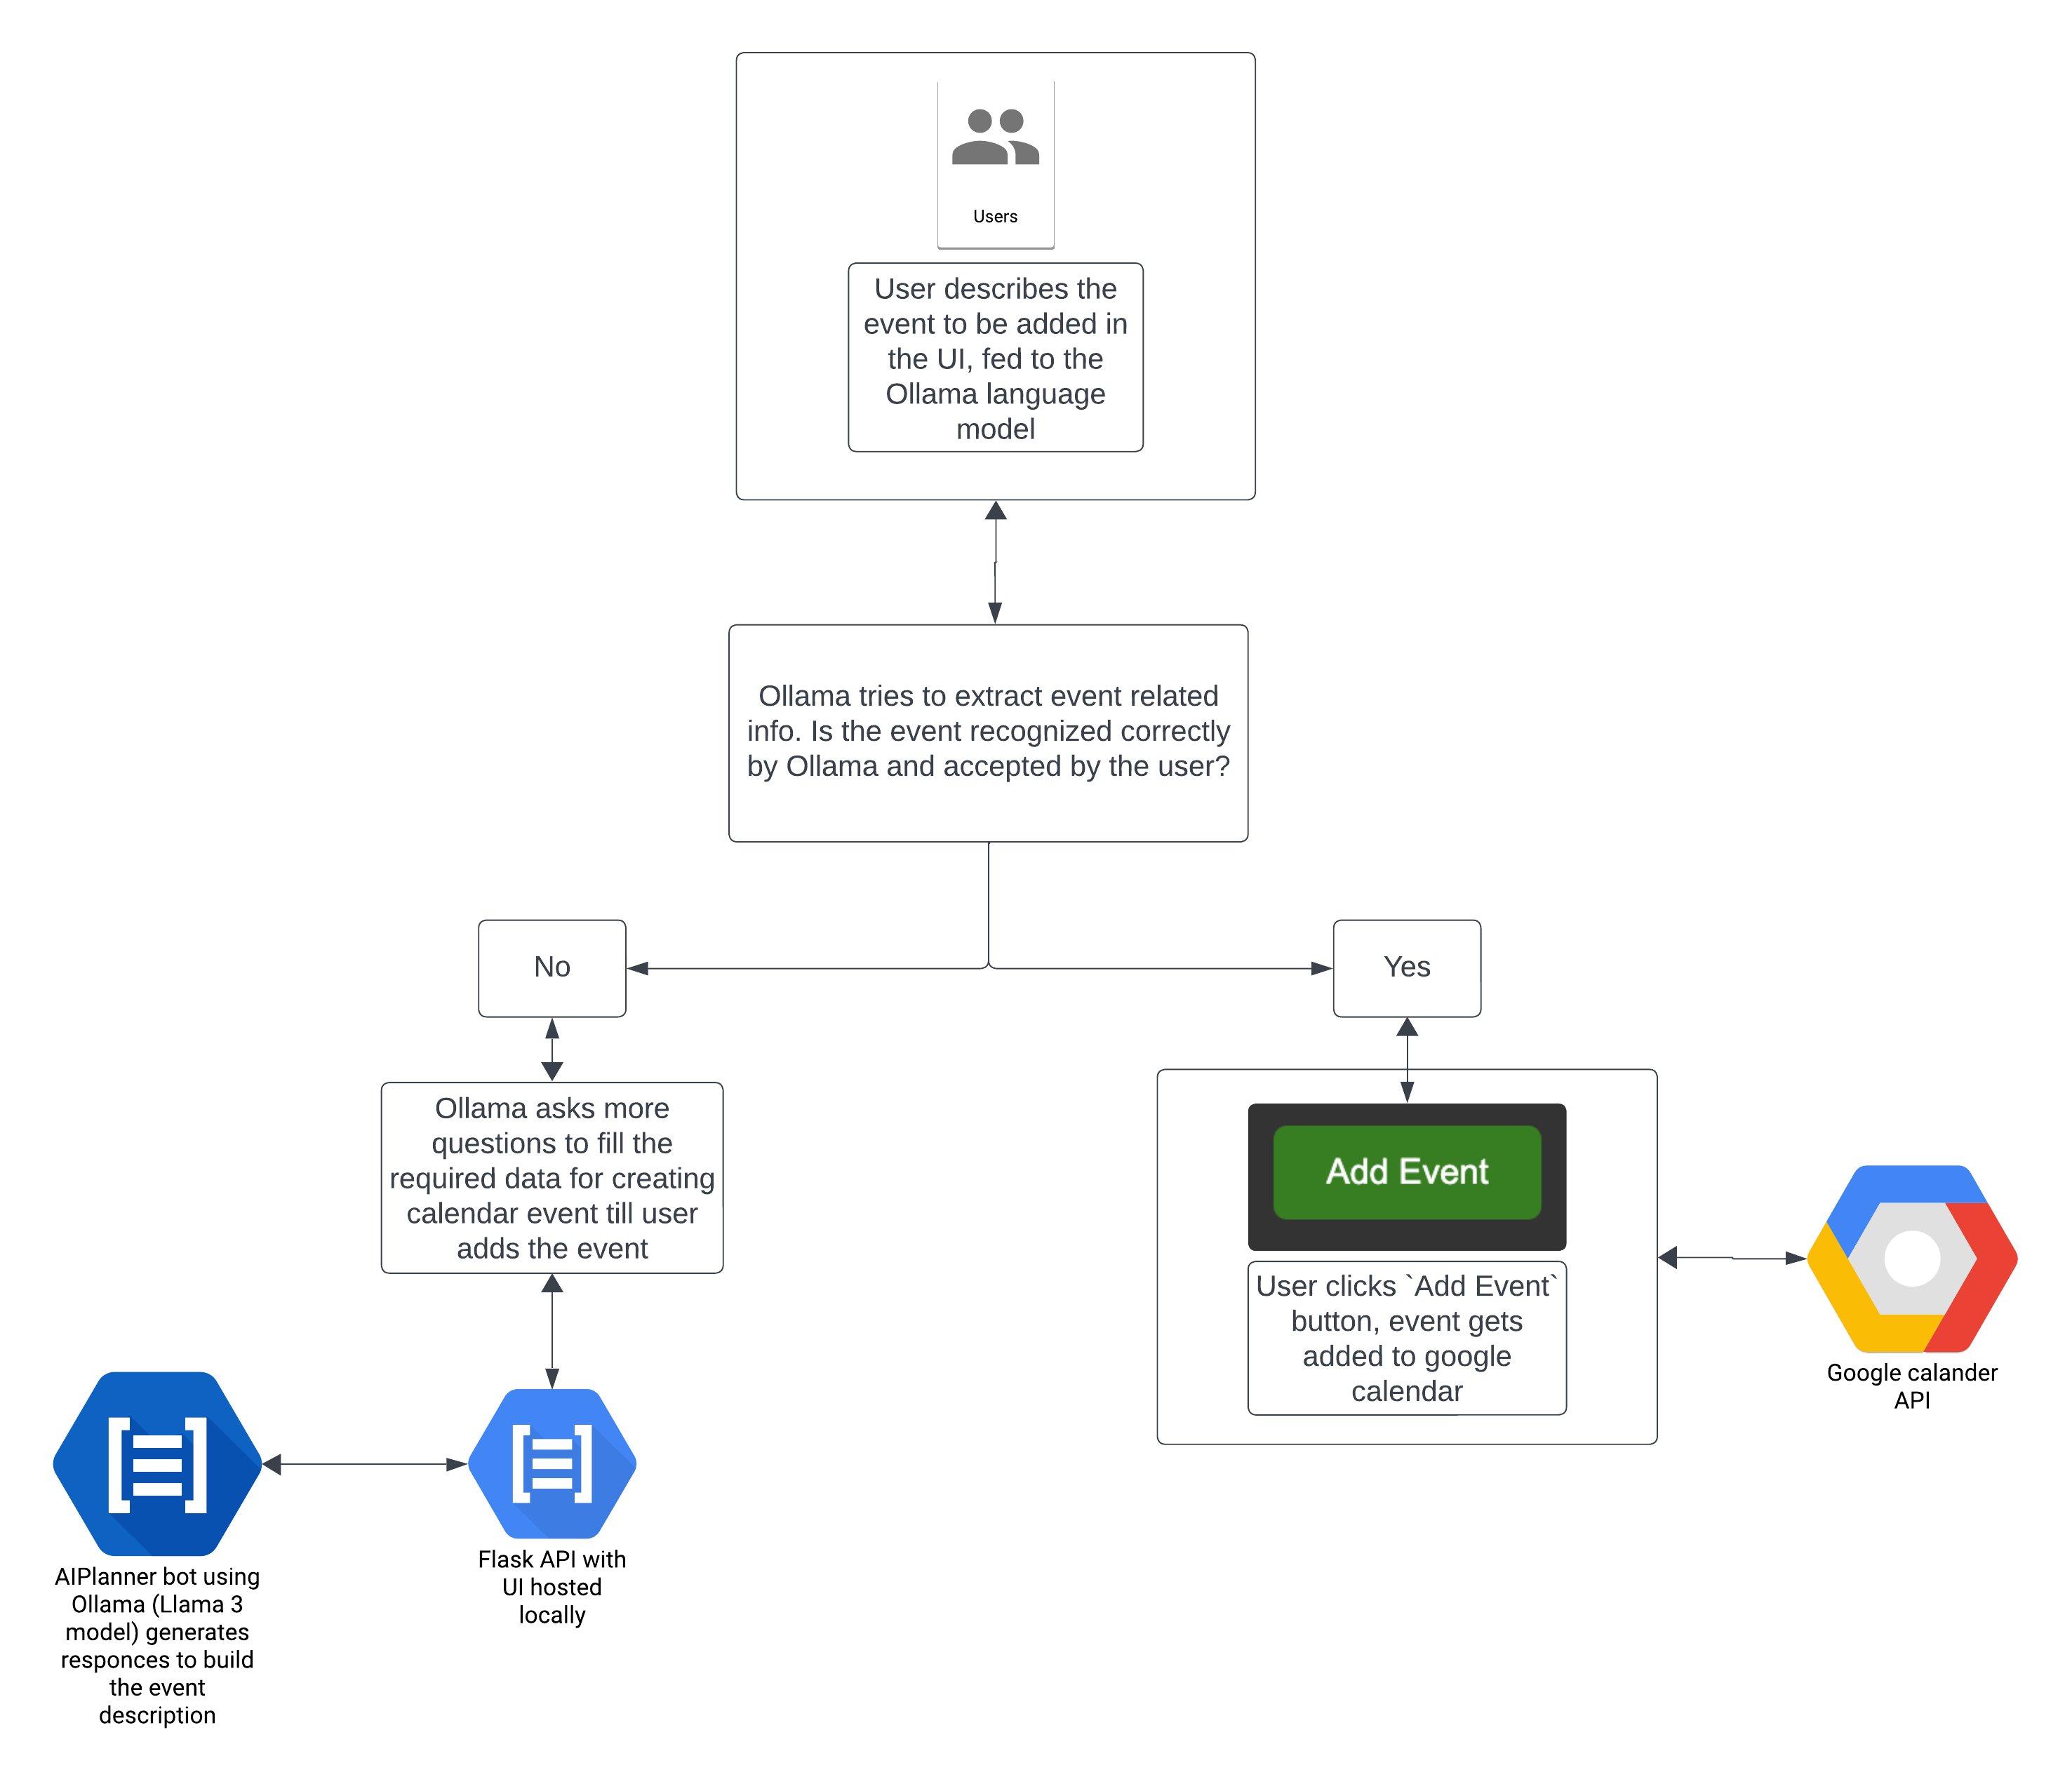 Users
User describes the
event to be added in
the UI, fed to the
Ollama language
model
Ollama tries to extract event related
info. Is the event recognized correctly
by Ollama and accepted by the user?
No
Yes
Ollama asks more
questions to fill the
required data for creating
calendar event till user
adds the event
Add Event
User clicks `Add Event`
button, event gets
added to google
calendar
Google calander
API
AIPlanner bot using
Ollama (Llama 3
model) generates
responces to build
the event
description
Flask API with
UI hosted
locally